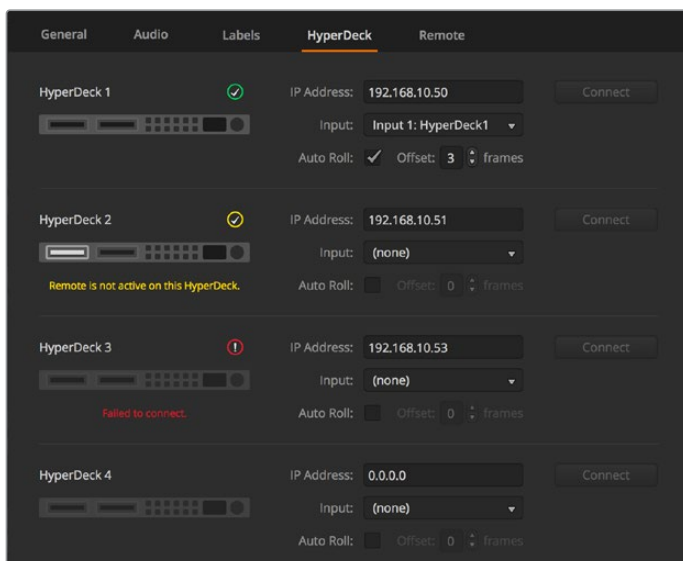 General Audio Labels HyperDeck Remote
HyperDeck 1 IP Address: 192.168.10.50 Connect
Input: Input 1: HyperDeck1
Auto Roll: Offset: 3 frames
HyperDeck 2 IP Address: 192.168.10.51 Connect
Input: (none)
Remote is not active on this HyperDeck. Auto Roll: Offset: 0 frames
HyperDeck 3 IP Address: 192.168.10.53 Connect
Input: (none)
Failed to connect. Auto Roll: Offset: 0 frames
HyperDeck 4 IP Address: 0.0.0.0 Connect
Input: (none)
Auto Roll: Offset: 0 frames